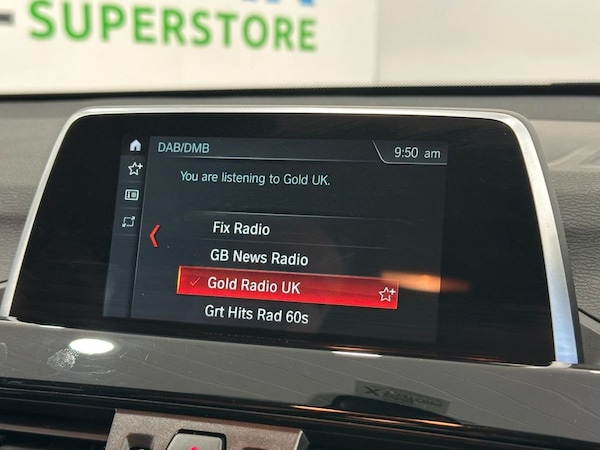 SUPERSTORE
DAB/DMB
9:50 am
You are listening to Gold UK.
Fix Radio
GB News Radio
Gold Radio UK
Grt Hits Rad 60s